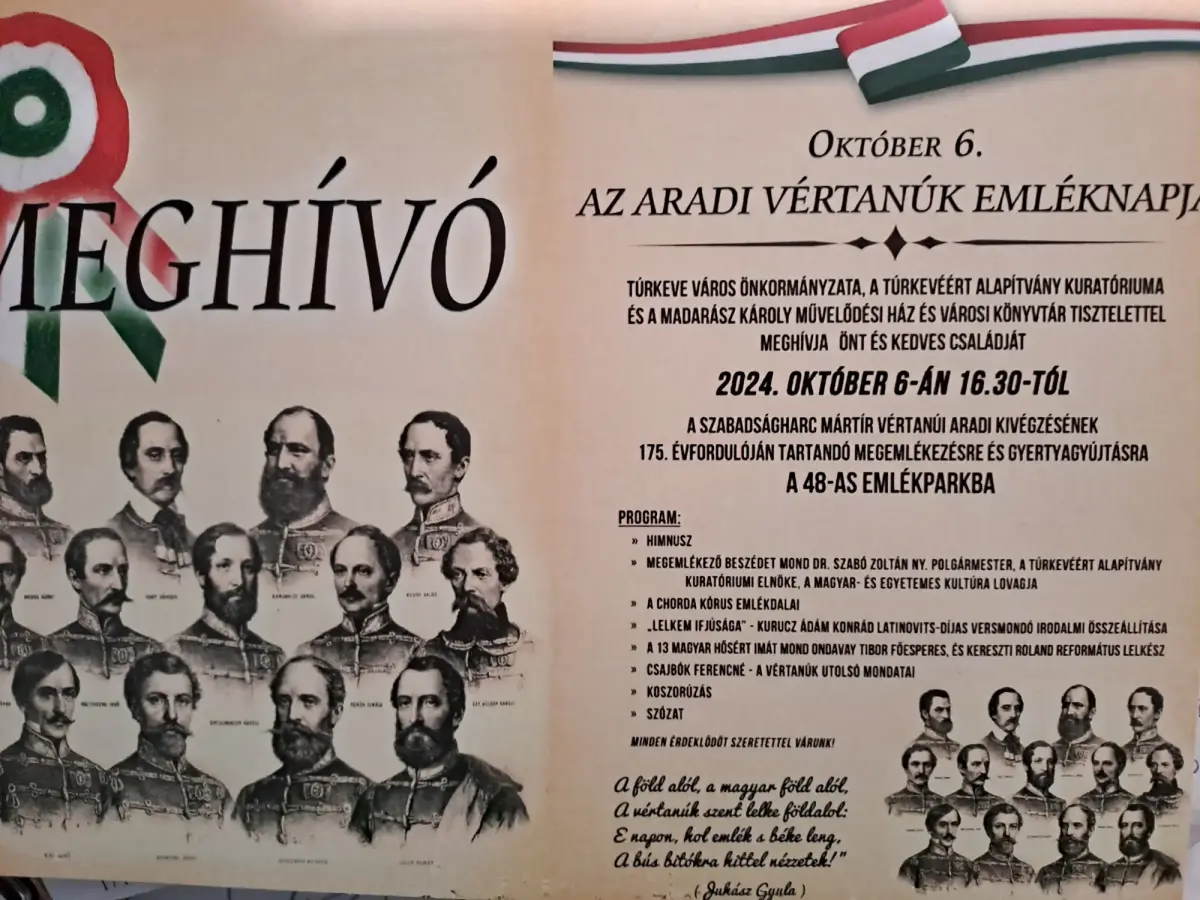 MEGHÍVÓ
OKTÓBER 6.
AZ ARADI VÉRTANÚK EMLÉKNAPJA
TÚRKEVE VÁROS ÖNKORMÁNYZATA, A TÚRKEVÉÉRT ALAPÍTVÁNY KURATÓRIUMA
ÉS A MADARÁSZ KÁROLY MŰVELŐDÉSI HÁZ ÉS VÁROSI KÖNYVTÁR TISZTELETTEL
MEGHÍVJA ÖNT ÉS KEDVES CSALÁDJÁT
2024. OKTÓBER 6-ÁN 16.30-TÓL
A SZABADSÁGHARC MÁRTÍR VÉRTANÚI ARADI KIVÉGZÉSÉNEK
175. ÉVFORDULÓJÁN TARTANDÓ MEGEMLÉKEZÉSRE ÉS GYERTYAGYÚJTÁSRA
A 48-AS EMLÉKPARKBA
PROGRAM:
» HIMNUSZ
» MEGEMLÉKEZŐ BESZÉDET MOND DR. SZABÓ ZOLTÁN NY. POLGÁRMESTER, A TÚRKEVÉÉRT ALAPÍTVÁNY
KURATÓRIUMI ELNÖKE, A MAGYAR- ÉS EGYETEMES KULTÚRA LOVAGJA
» A CHORDA KÓRUS EMLÉKDALAI
» „LELKEM IFJÚSÁGA" - KURUCZ ÁDÁM KONRÁD LATINOVITS-DÍJAS VERSMONDÓ IRODALMI ÖSSZEÁLLÍTÁSA
» A 13 MAGYAR HŐSÉRT IMÁT MOND ONDAVAY TIBOR FŐESPERES, ÉS KERESZTI ROLAND REFORMÁTUS LELKÉSZ
» CSAJBÓK FERENCNÉ - A VÉRTANÚK UTOLSÓ MONDATAI
» KOSZORÚZÁS
» SZÓZAT
MINDEN ÉRDEKLŐDŐT SZERETETTEL VÁRUNK!
A föld alól, a magyar föld alól,
A vértanúk szent lelke földalol:
E napon, hol emlék s béke leng,
A bús bitókra hittel nézzetek!"
( Jukász Gyula )